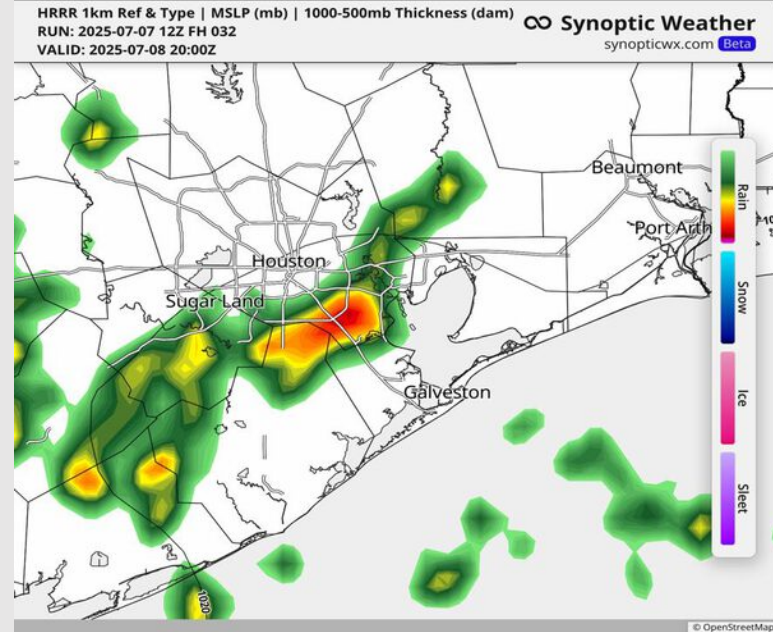 HRRR 1km Ref & Type | MSLP (mb) | 1000-500mb Thickness (dam)
RUN: 2025-07-07 12Z FH 032
VALID: 2025-07-08 20:00Z
Synoptic Weather
synopticwx.com Beta
Beaumont
Port Arth
Houston
Sugar Land
Galveston
1020
Rain
Snow
Ice
Sleet
© OpenStreetMap